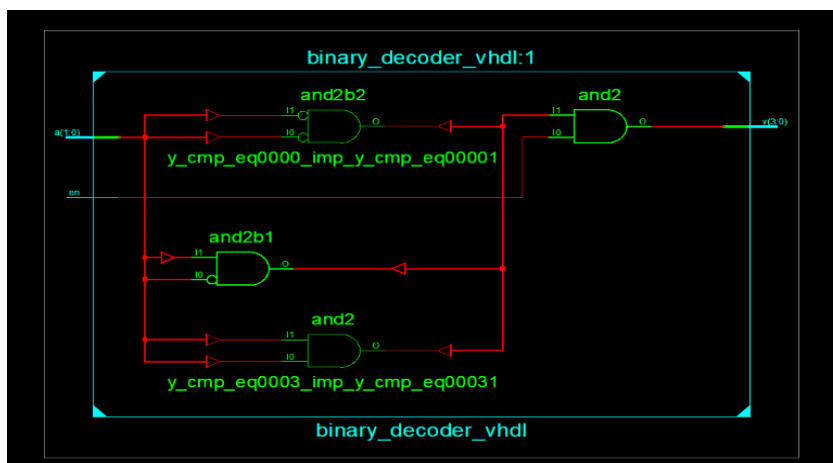 binary_decoder_vhdl:1
and2b2
and2
I1
O
I1
O
a(1:0)
I0
I0
y(3:0)
y_cmp_eq0000_imp_y_cmp_eq00001
en
and2b1
I1
O
I0
and2
I1
O
I0
y_cmp_eq0003_imp_y_cmp_eq00031
binary_decoder_vhdl